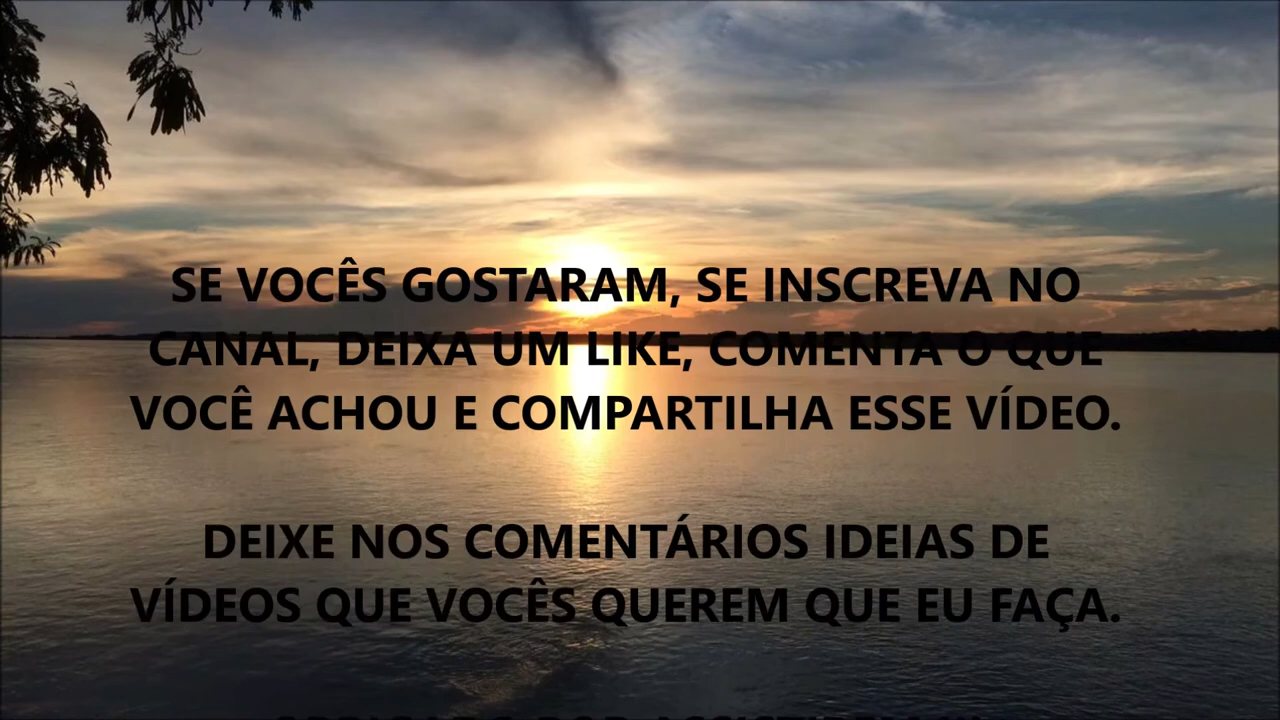 SE VOCÊS GOSTARAM, SE INSCREVA NO
CANAL, DEIXA UM LIKE, COMENTA O QUE
VOCÊ ACHOU E COMPARTILHA ESSE VÍDEO.
DEIXE NOS COMENTÁRIOS IDEIAS DE
VÍDEOS QUE VOCÊS QUEREM QUE EU FAÇA.